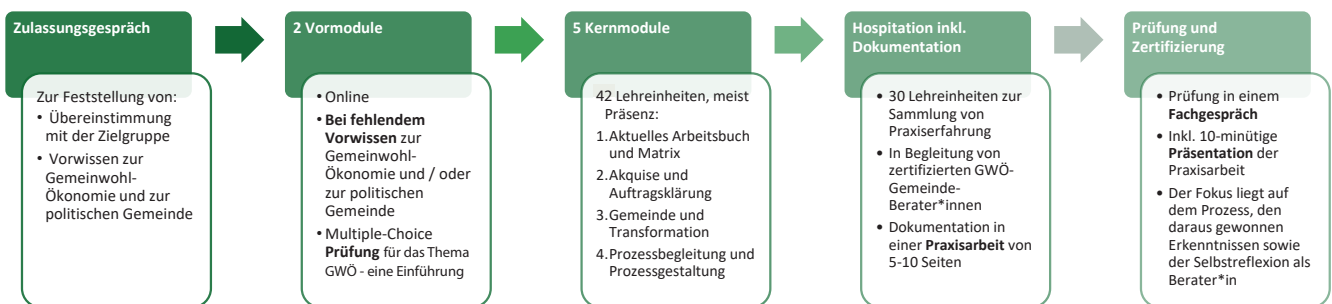 Zulassungsgespräch
Zur Feststellung von:
• Übereinstimmung
mit der Zielgruppe
• Vorwissen zur
Gemeinwohl-
Ökonomie und zur
politischen Gemeinde
2 Vormodule
• Online
• Bei fehlendem
Vorwissen zur
Gemeinwohl-
Ökonomie und / oder
zur politischen
Gemeinde
• Multiple-Choice
Prüfung für das Thema
GWÖ - eine Einführung
5 Kernmodule
42 Lehreinheiten, meist
Präsenz:
1.Aktuelles Arbeitsbuch
und Matrix
2.Akquise und
Auftragsklärung
3.Gemeinde und
Transformation
4.Prozessbegleitung und
Prozessgestaltung
Hospitation inkl.
Dokumentation
• 30 Lehreinheiten zur
Sammlung von
Praxiserfahrung
• In Begleitung von
zertifizierten GWÖ-
Gemeinde-
Berater*innen
• Dokumentation in
einer Praxisarbeit von
5-10 Seiten
Prüfung und
Zertifizierung
• Prüfung in einem
Fachgespräch
• Inkl. 10-minütige
Präsentation der
Praxisarbeit
• Der Fokus liegt auf
dem Prozess, den
daraus gewonnen
Erkenntnissen sowie
der Selbstreflexion als
Berater*in